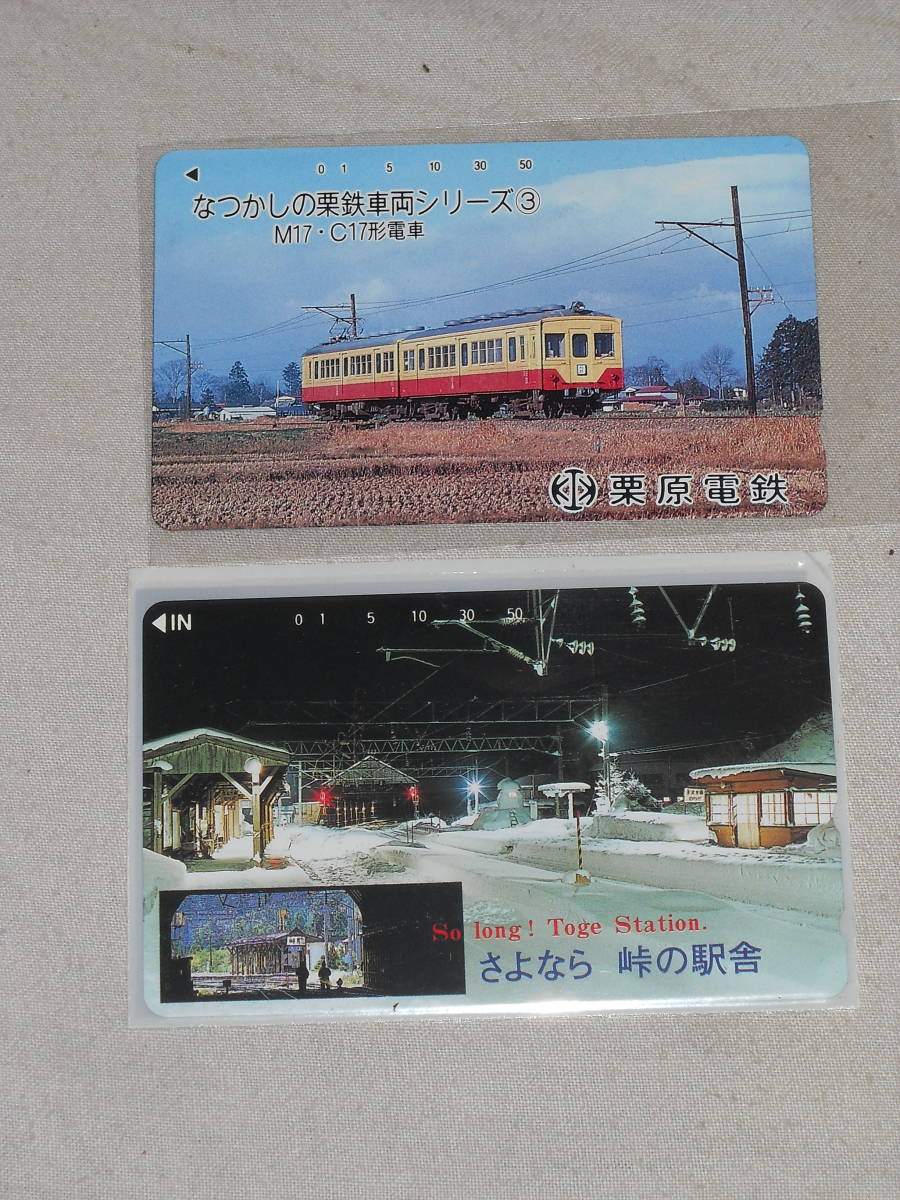 0 1 5 10 30 50
なつかしの栗鉄車両シリーズ③
M17・C17形電車
栗原電鉄
IN 0 1 5 10 30 50
So long! Toge Station.
さよなら 峠の駅舎